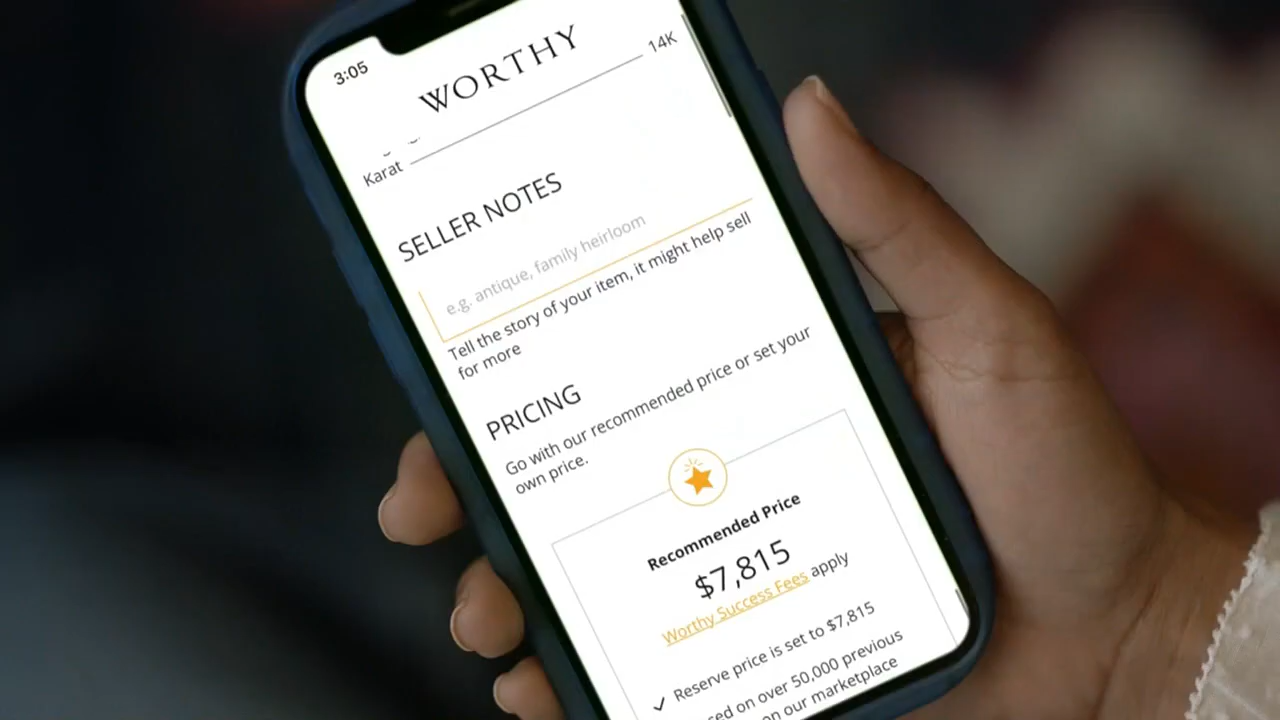 3:05
WORTHY
Karat 14K
SELLER NOTES
e.g. antique, family heirloom
Tell the story of your item, it might help sell
for more
PRICING
Go with our recommended price or set your
own price.
Recommended Price
$7,815
Worthy Success Fees apply
✓ Reserve price is set to $7,815
on over 50,000 previous
on our marketplace